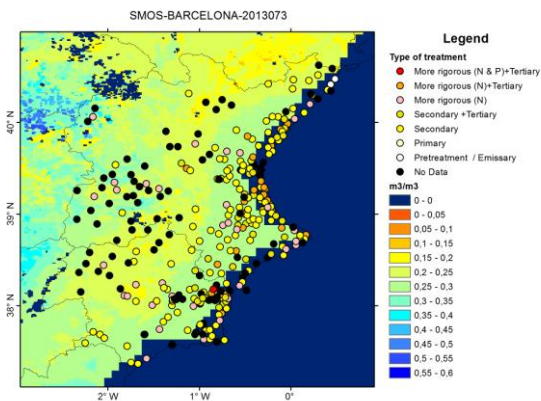 SMOS-BARCELONA-2013073
Legend
Type of treatment
More rigorous (N & P)+Tertiary
More rigorous (N)+Tertiary
More rigorous (N)
Secondary +Tertiary
Secondary
Primary
Pretreatment / Emissary
No Data
m3/m3
0 - 0
0 - 0,05
0,05 - 0,1
0,1 - 0,15
0,15 - 0,2
0,2 - 0,25
0,25 - 0,3
0,3 - 0,35
0,35 - 0,4
0,4 - 0,45
0,45 - 0,5
0,5 - 0,55
0,55 - 0,6
40° N
39° N
38° N
2° W
1° W
0°